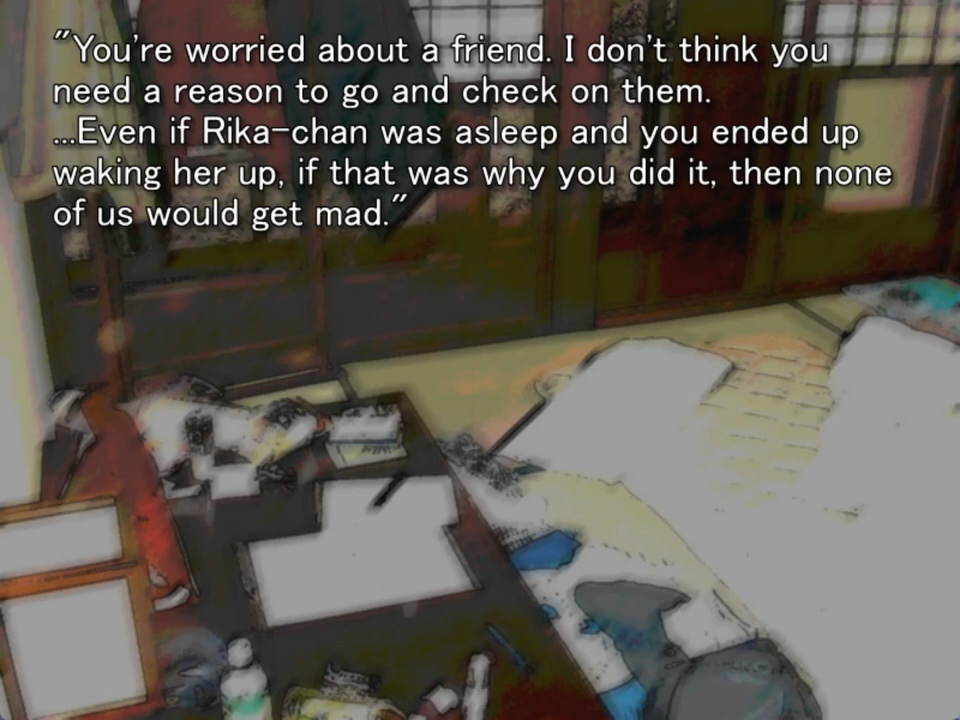 "You're worried about a friend. I don't think you
need a reason to go and check on them.
...Even if Rika-chan was asleep and you ended up
waking her up, if that was why you did it, then none
of us would get mad."